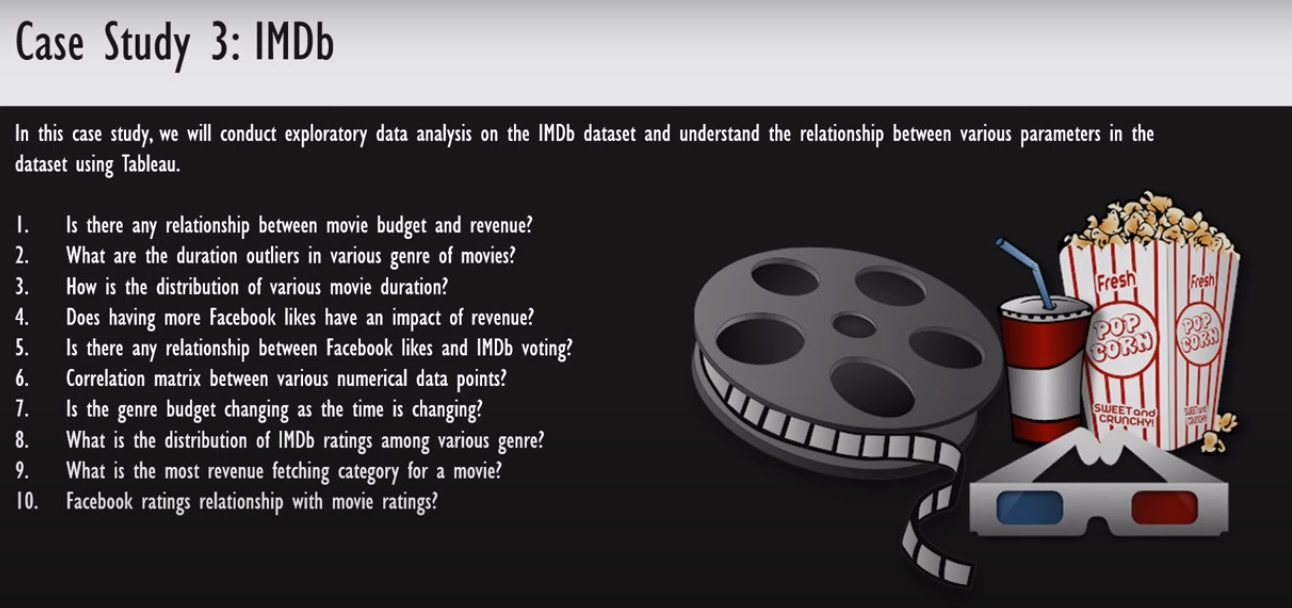 Case Study 3: IMDb
In this case study, we will conduct exploratory data analysis on the IMDb dataset and understand the relationship between various parameters in the
dataset using Tableau.
1. Is there any relationship between movie budget and revenue?
2. What are the duration outliers in various genre of movies?
3. How is the distribution of various movie duration?
4. Does having more Facebook likes have an impact of revenue?
5. Is there any relationship between Facebook likes and IMDb voting?
6. Correlation matrix between various numerical data points?
7. Is the genre budget changing as the time is changing?
8. What is the distribution of IMDb ratings among various genre?
9. What is the most revenue fetching category for a movie?
10. Facebook ratings relationship with movie ratings?
Fresh
POP
CORN
SWEET and
CRUNCHY!
Fresh
POP
CORN